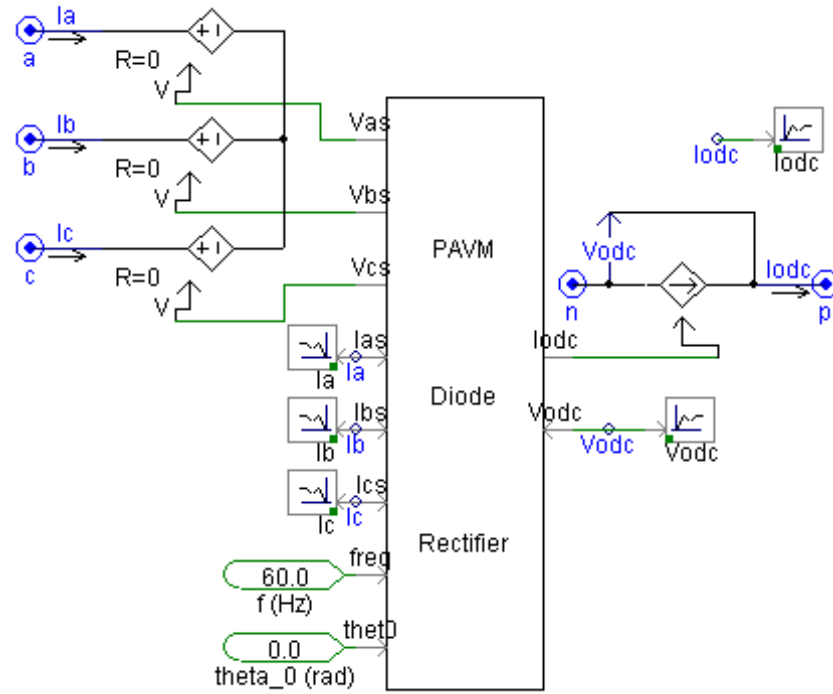 Ia
a
R=0
V
+ I
Ib
b
R=0
V
+ I
Ic
c
R=0
V
+ I
Vas
Vbs
Vcs
Ias
Ia
Ia
Ibs
Ib
Ib
Ics
Ic
Ic
freq
60.0
f (Hz)
thet0
0.0
theta_0 (rad)
PAVM
Diode
Rectifier
Iodc
Iodc
Vodc
n
Iodc
p
Iodc
Vodc
Vodc
Vodc